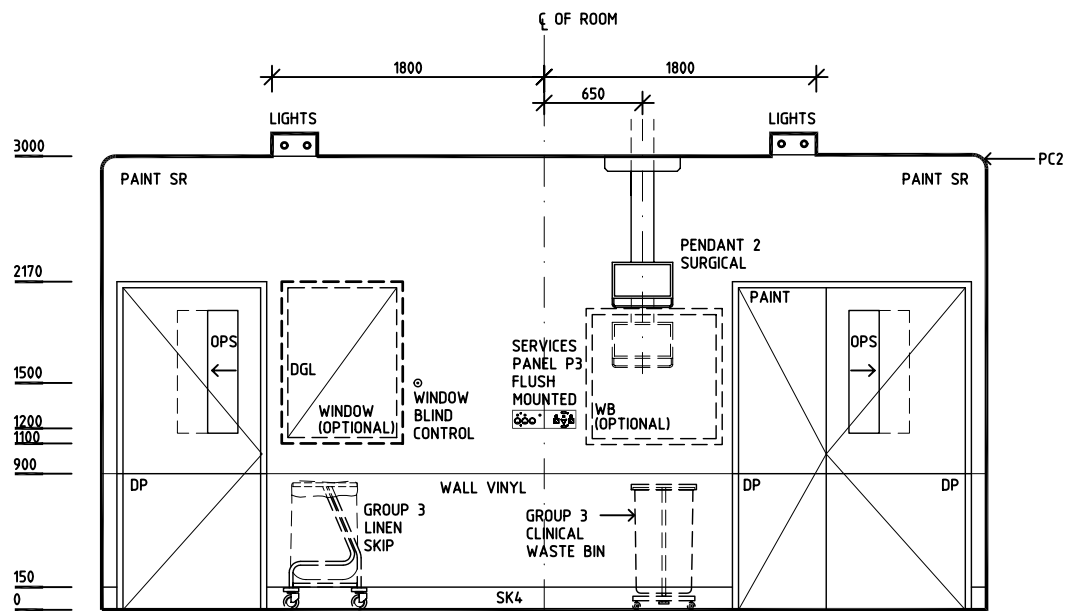 ℄ OF ROOM
1800
1800
650
LIGHTS
LIGHTS
3000
PC2
PAINT SR
PAINT SR
PENDANT 2
SURGICAL
2170
PAINT
OPS
OPS
SERVICES
PANEL P3
FLUSH
MOUNTED
DGL
1500
WINDOW
BLIND
CONTROL
WINDOW
(OPTIONAL)
WB
(OPTIONAL)
1200
1100
900
DP
WALL VINYL
DP
DP
GROUP 3
LINEN
SKIP
GROUP 3
CLINICAL
WASTE BIN
150
0
SK4